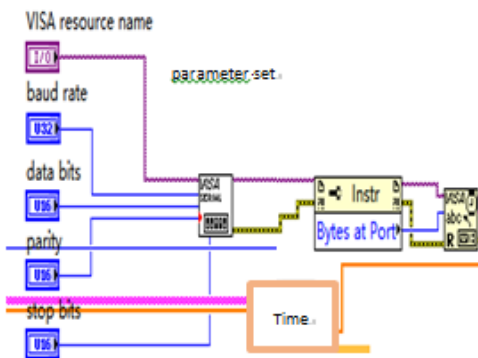 VISA resource name
I/O
parameter set
baud rate
U32
data bits
U16
VISA
SERIAL
Instr
VISA
abc
Bytes at Port
R
parity
U16
stop bits
Time
U16